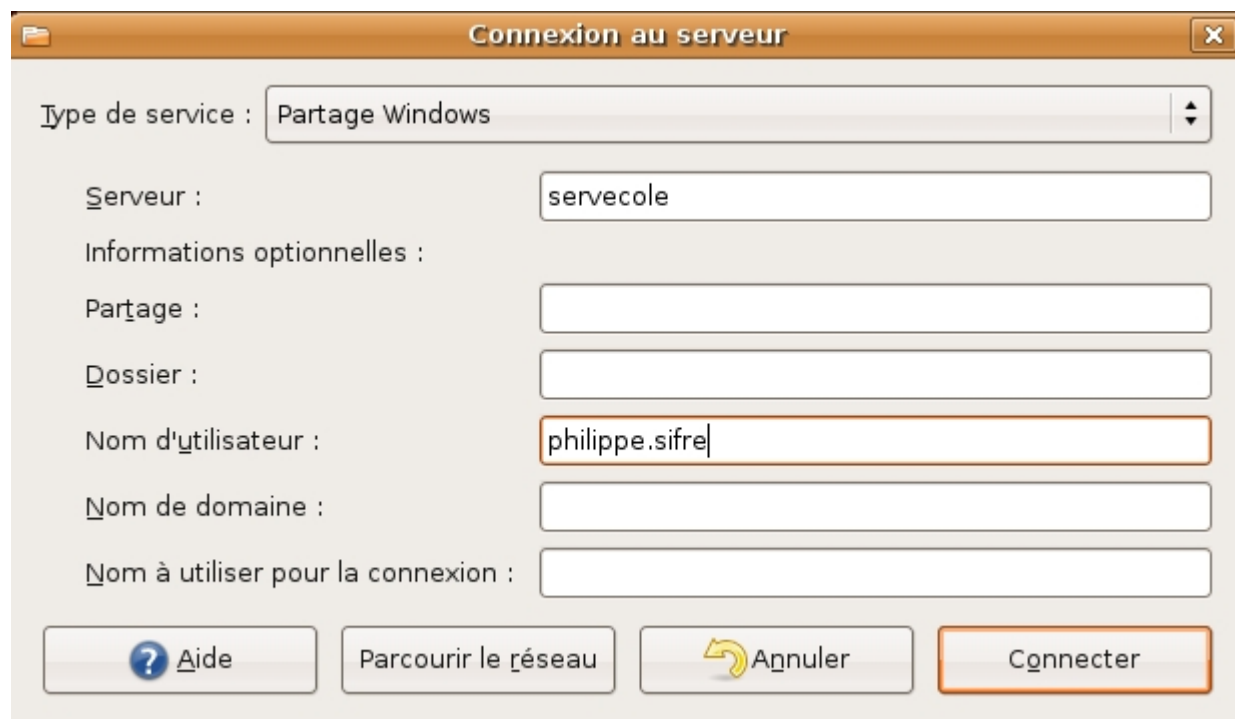 Connexion au serveur
Type de service : Partage Windows
Serveur : servecole
Informations optionnelles :
Partage :
Dossier :
Nom d'utilisateur : philippe.sifre
Nom de domaine :
Nom à utiliser pour la connexion :
Aide Parcourir le réseau Annuler Connecter